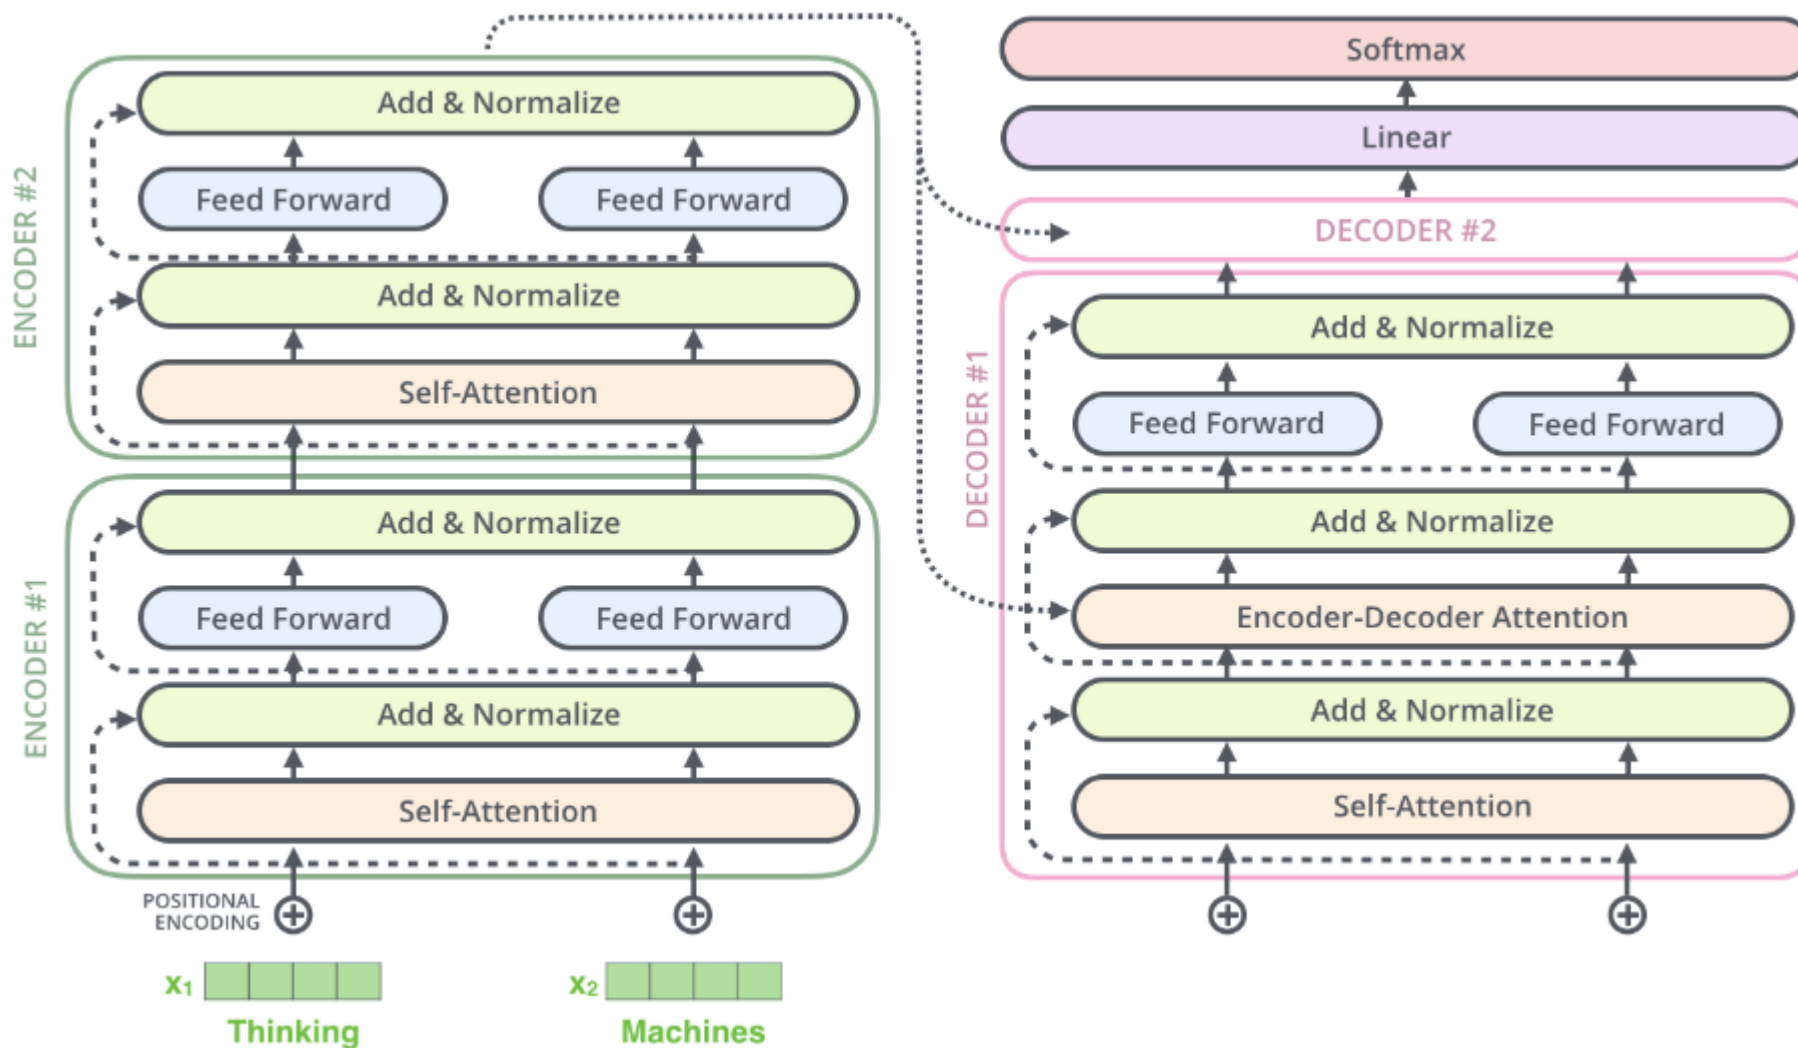 ENCODER #2
Add & Normalize
Feed Forward
Feed Forward
Add & Normalize
Self-Attention
ENCODER #1
Add & Normalize
Feed Forward
Feed Forward
Add & Normalize
Self-Attention
POSITIONAL
ENCODING
x₁
x₂
Thinking
Machines
Softmax
Linear
DECODER #2
DECODER #1
Add & Normalize
Feed Forward
Feed Forward
Add & Normalize
Encoder-Decoder Attention
Add & Normalize
Self-Attention